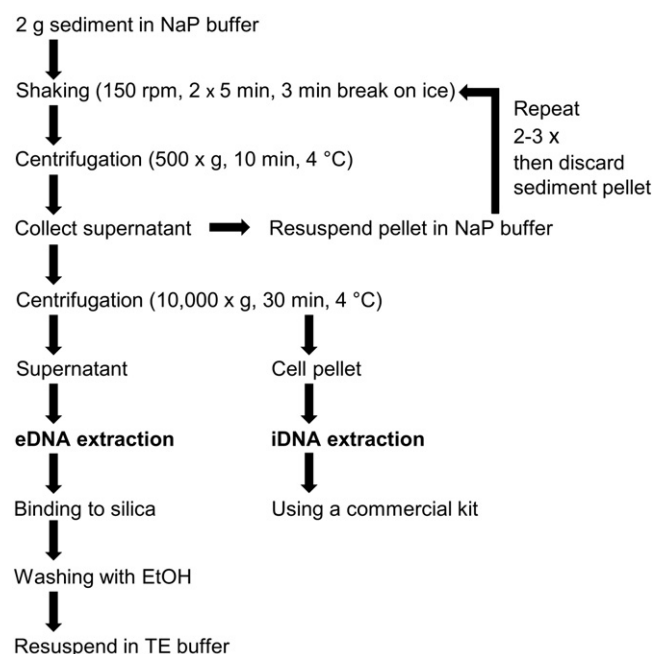 2 g sediment in NaP buffer
Shaking (150 rpm, 2 x 5 min, 3 min break on ice)
Repeat
2-3 x
then discard
sediment pellet
Centrifugation (500 x g, 10 min, 4 °C)
Collect supernatant
Resuspend pellet in NaP buffer
Centrifugation (10,000 x g, 30 min, 4 °C)
Supernatant
Cell pellet
eDNA extraction
iDNA extraction
Binding to silica
Using a commercial kit
Washing with EtOH
Resuspend in TE buffer